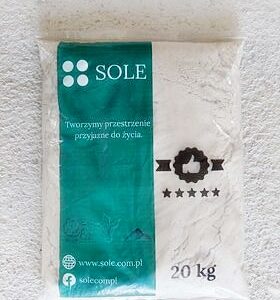 SOLE
Tworzymy przestrzenie
przyjazne do życia.
www.sole.com.pl
solecompl
20 kg